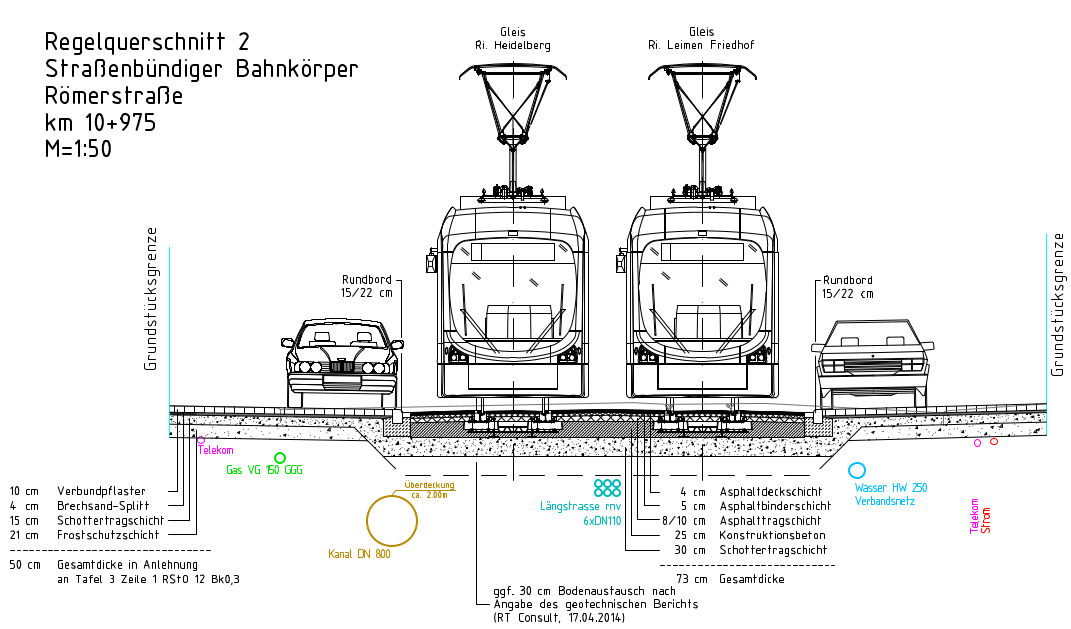 Regelquerschnitt 2
Straßenbündiger Bahnkörper
Römerstraße
km 10+975
M=1:50
Gleis
Ri. Heidelberg
Gleis
Ri. Leimen Friedhof
Grundstücksgrenze
Rundbord
15/22 cm
Rundbord
15/22 cm
Grundstücksgrenze
Telekom
Gas VG 150 GGG
10 cm Verbundpflaster
4 cm Brechsand-Splitt
15 cm Schottertragschicht
21 cm Frostschutzschicht
50 cm Gesamtdicke in Anlehnung
an Tafel 3 Zeile 1 RStO 12 Bk0,3
Überdeckung
ca. 2.00m
Kanal DN 800
Längstrasse rnv
6xDN110
4 cm Asphaltdeckschicht
5 cm Asphaltbinderschicht
8/10 cm Asphalttragschicht
25 cm Konstruktionsbeton
30 cm Schottertragschicht
73 cm Gesamtdicke
ggf. 30 cm Bodenaustausch nach
Angabe des geotechnischen Berichts
(RT Consult, 17.04.2014)
Wasser HW 250
Verbandsnetz
Telekom
Strom